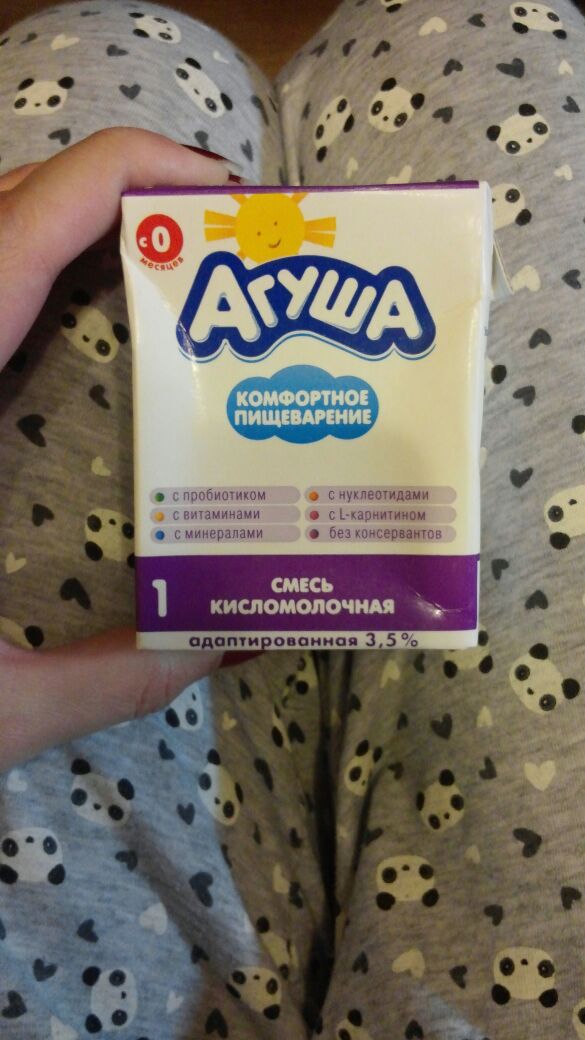 с 0
месяцев
АГУША
КОМФОРТНОЕ
ПИЩЕВАРЕНИЕ
с пробиотиком
с нуклеотидами
с витаминами
с L-карнитином
с минералами
без консервантов
1
СМЕСЬ
КИСЛОМОЛОЧНАЯ
адаптированная 3,5%